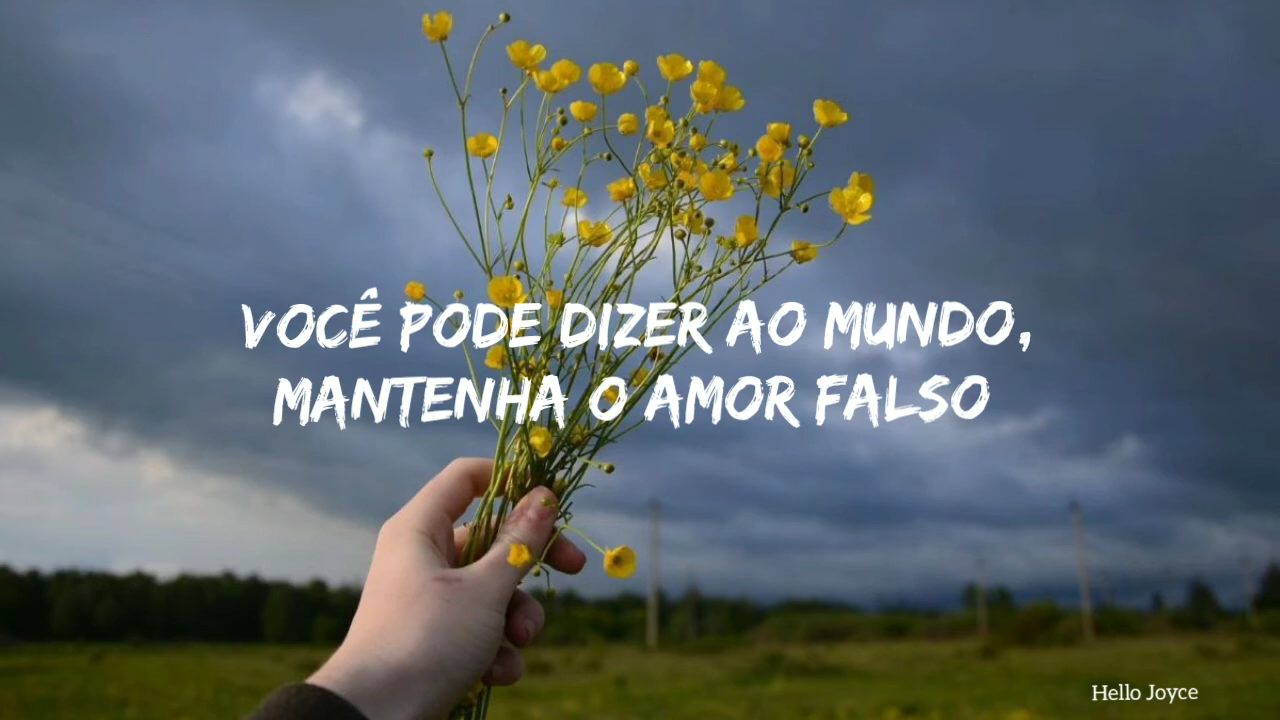 VOCÊ PODE DIZER AO MUNDO,
MANTENHA O AMOR FALSO
Hello Joyce